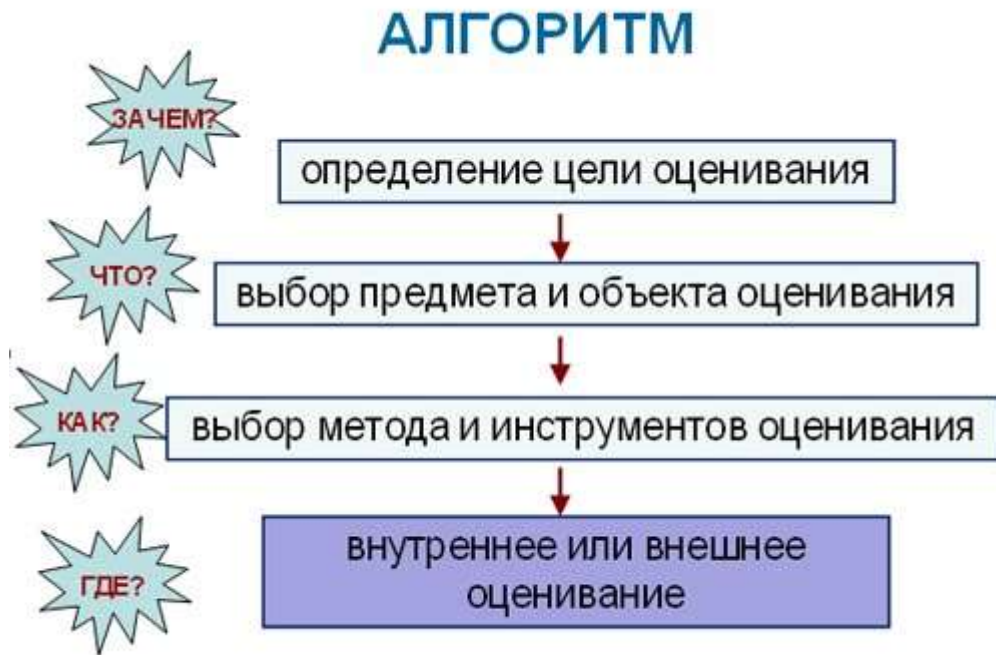 АЛГОРИТМ
ЗАЧЕМ?
определение цели оценивания
ЧТО?
выбор предмета и объекта оценивания
КАК?
выбор метода и инструментов оценивания
ГДЕ?
внутреннее или внешнее
оценивание